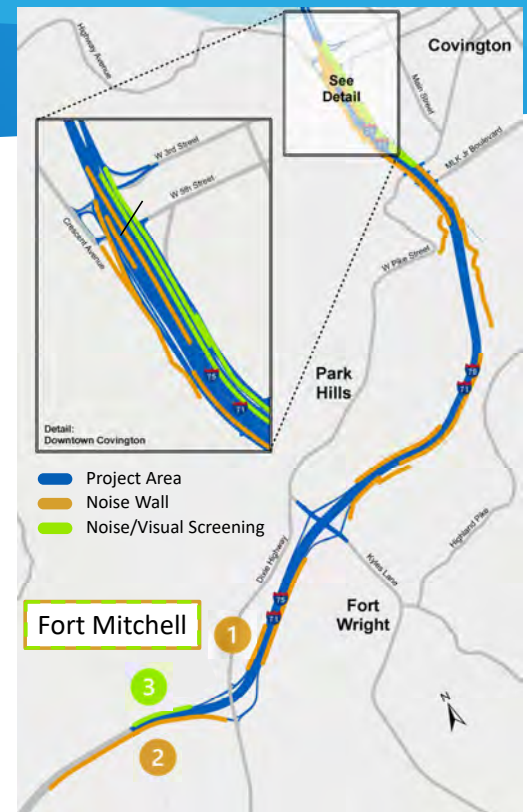 Highway Avenue
Covington
See
Detail
Main Street
MLK Jr Boulevard
W 3rd Street
W 5th Street
Crescent Avenue
75
71
Detail:
Downtown Covington
75
71
W Pike Street
75
71
Park
Hills
Project Area
Noise Wall
Noise/Visual Screening
Dixie Highway
Kyles Lane
Highland Pike
75
71
Fort
Wright
Fort Mitchell
1
3
2
N